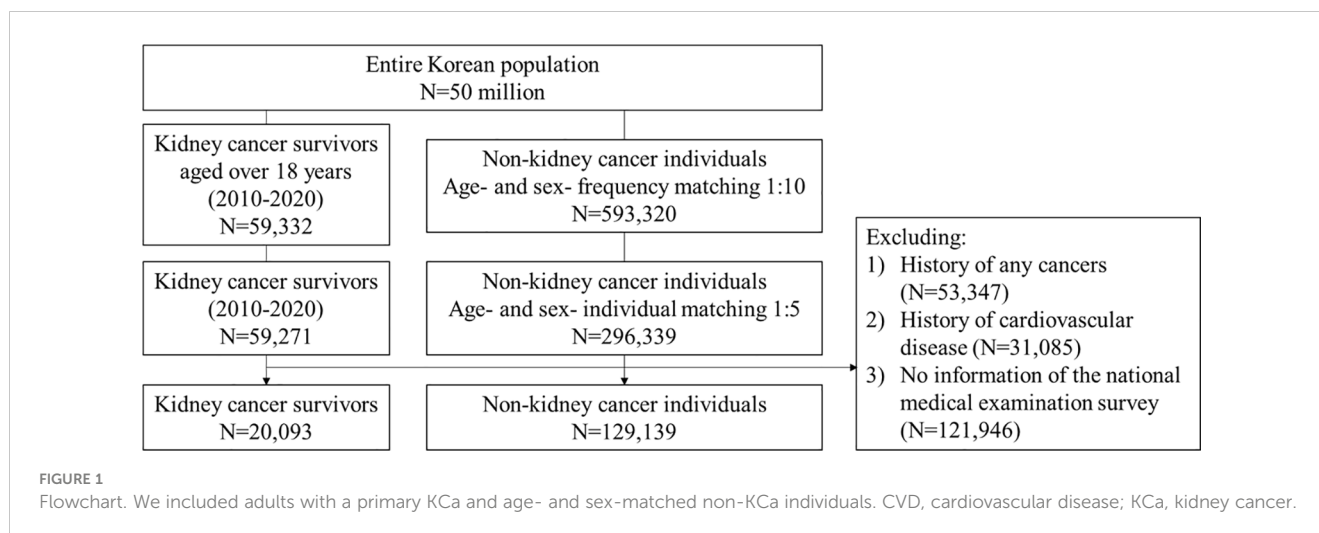 Entire Korean population
N=50 million
Kidney cancer survivors
aged over 18 years
(2010-2020)
N=59,332
Non-kidney cancer individuals
Age- and sex- frequency matching 1:10
N=593,320
Kidney cancer survivors
(2010-2020)
N=59,271
Non-kidney cancer individuals
Age- and sex- individual matching 1:5
N=296,339
Excluding:
1) History of any cancers
(N=53,347)
2) History of cardiovascular
disease (N=31,085)
3) No information of the national
medical examination survey
(N=121,946)
Kidney cancer survivors
N=20,093
Non-kidney cancer individuals
N=129,139
FIGURE 1
Flowchart. We included adults with a primary KCa and age- and sex-matched non-KCa individuals. CVD, cardiovascular disease; KCa, kidney cancer.